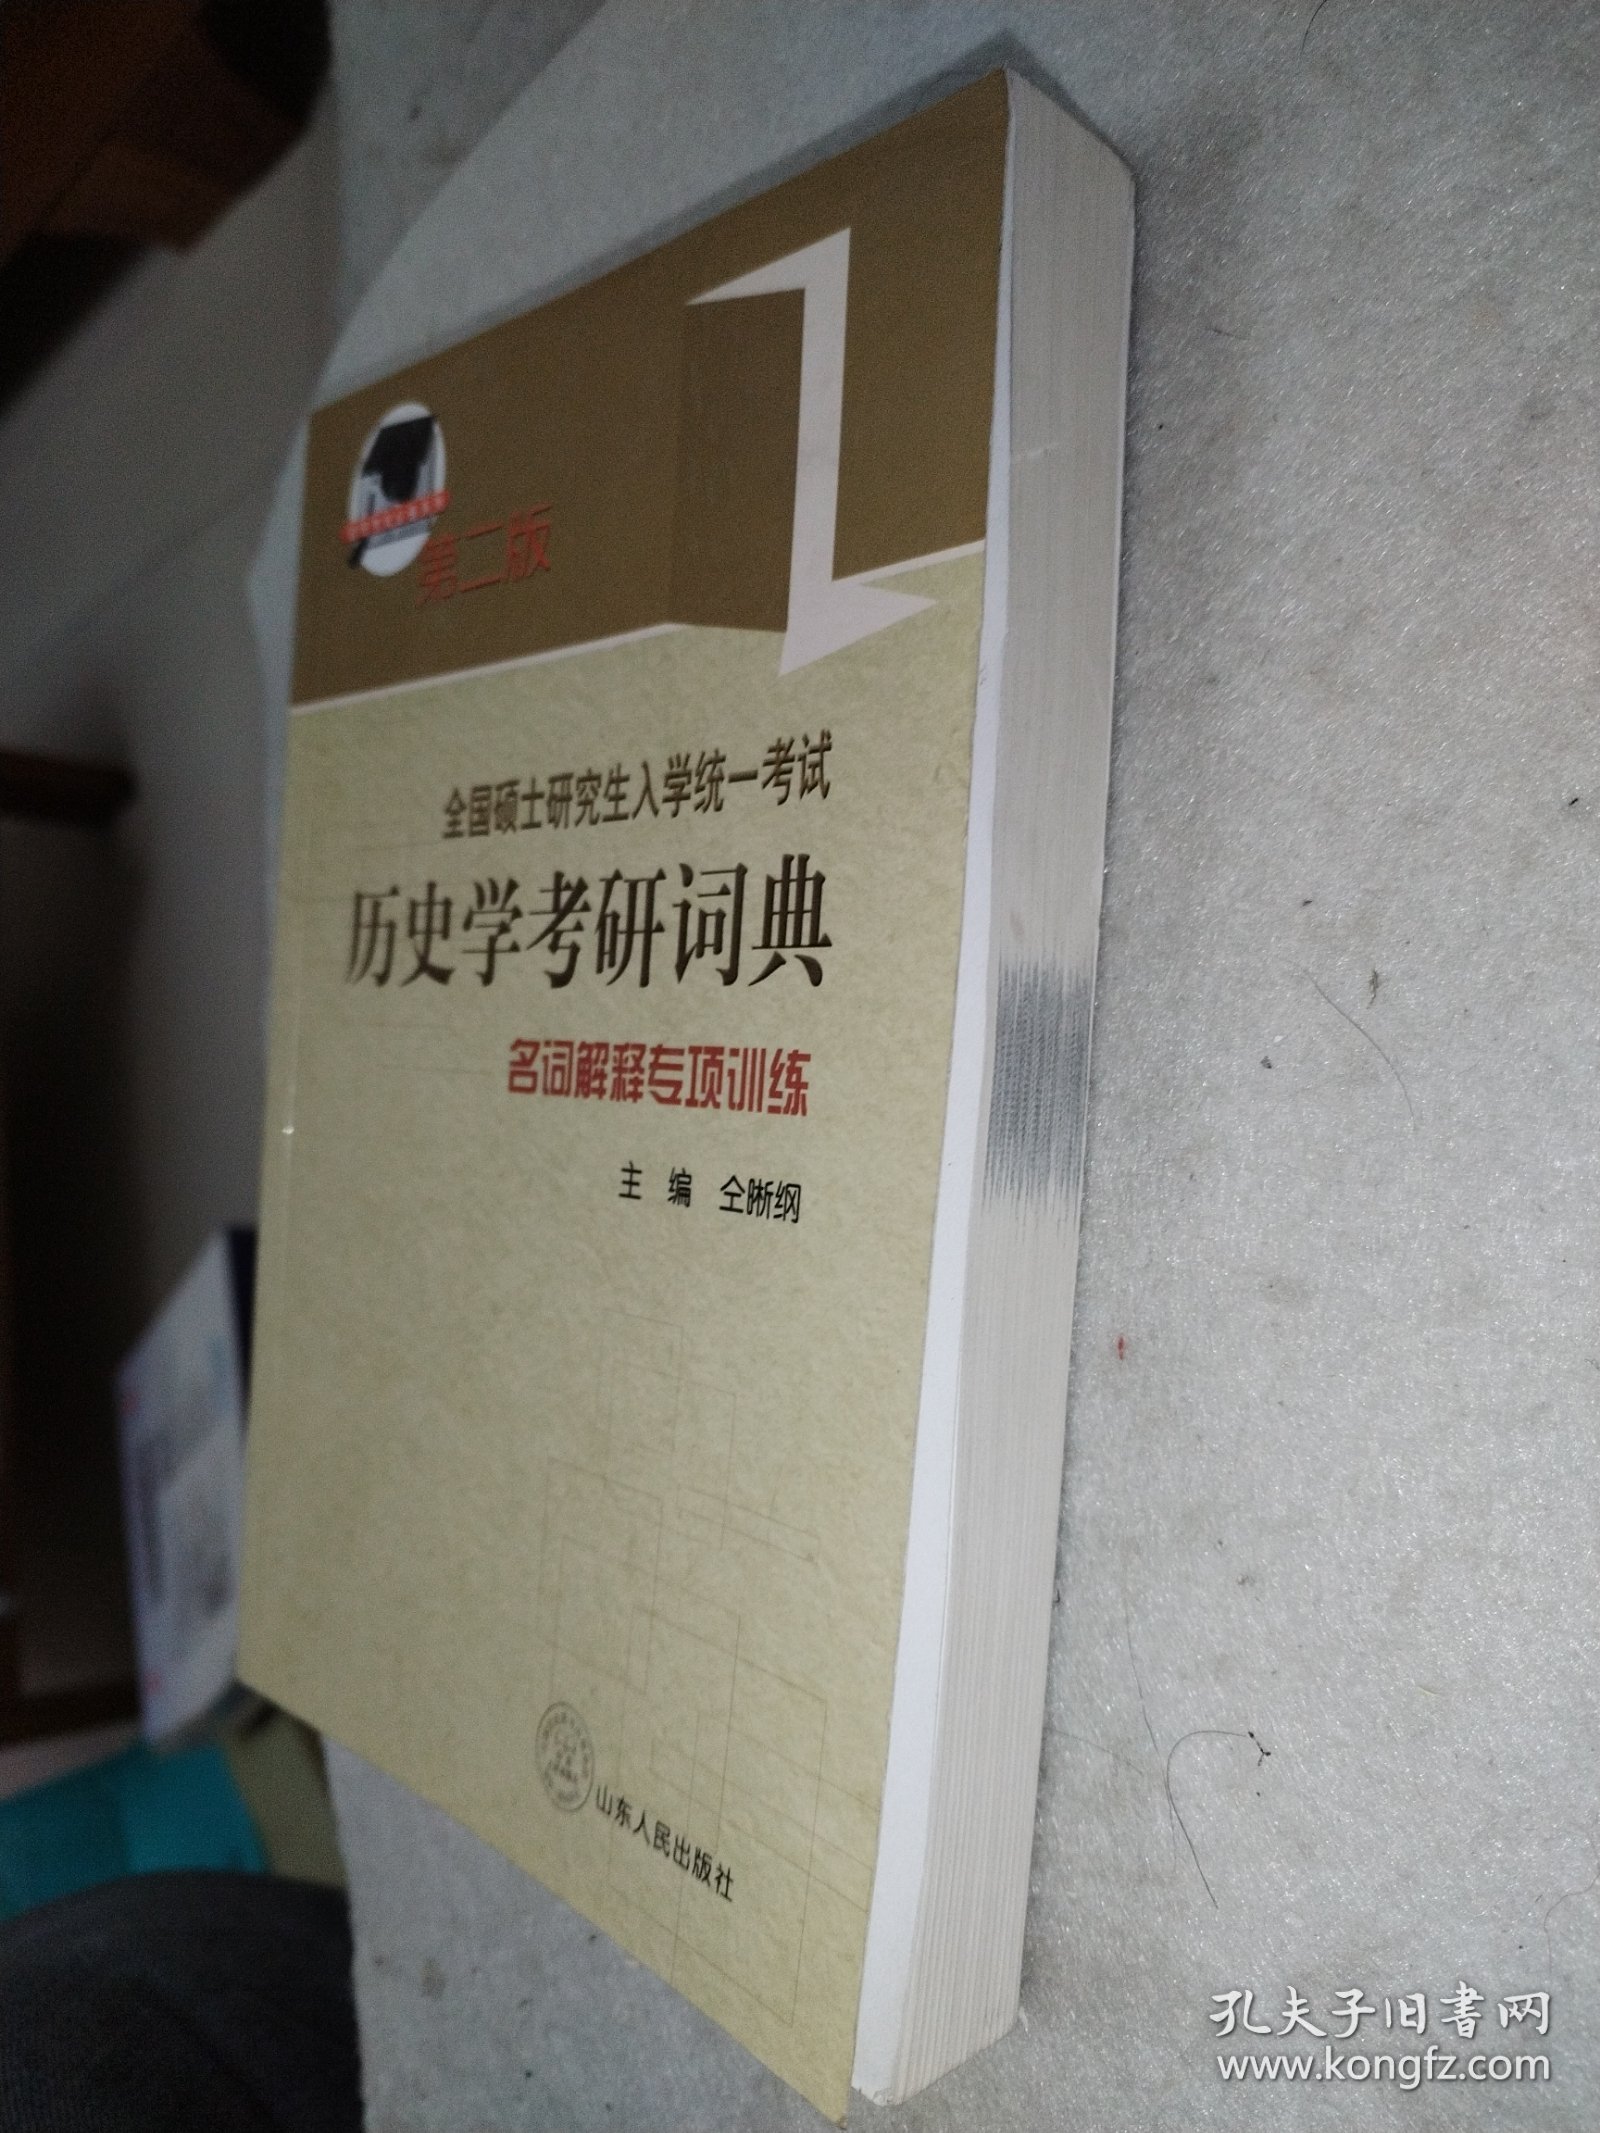 第二版
全国硕士研究生入学统一考试
历史学考研词典
名词解释专项训练
主 编 仝晰纲
山东人民出版社
孔夫子旧书网
www.kongfz.com